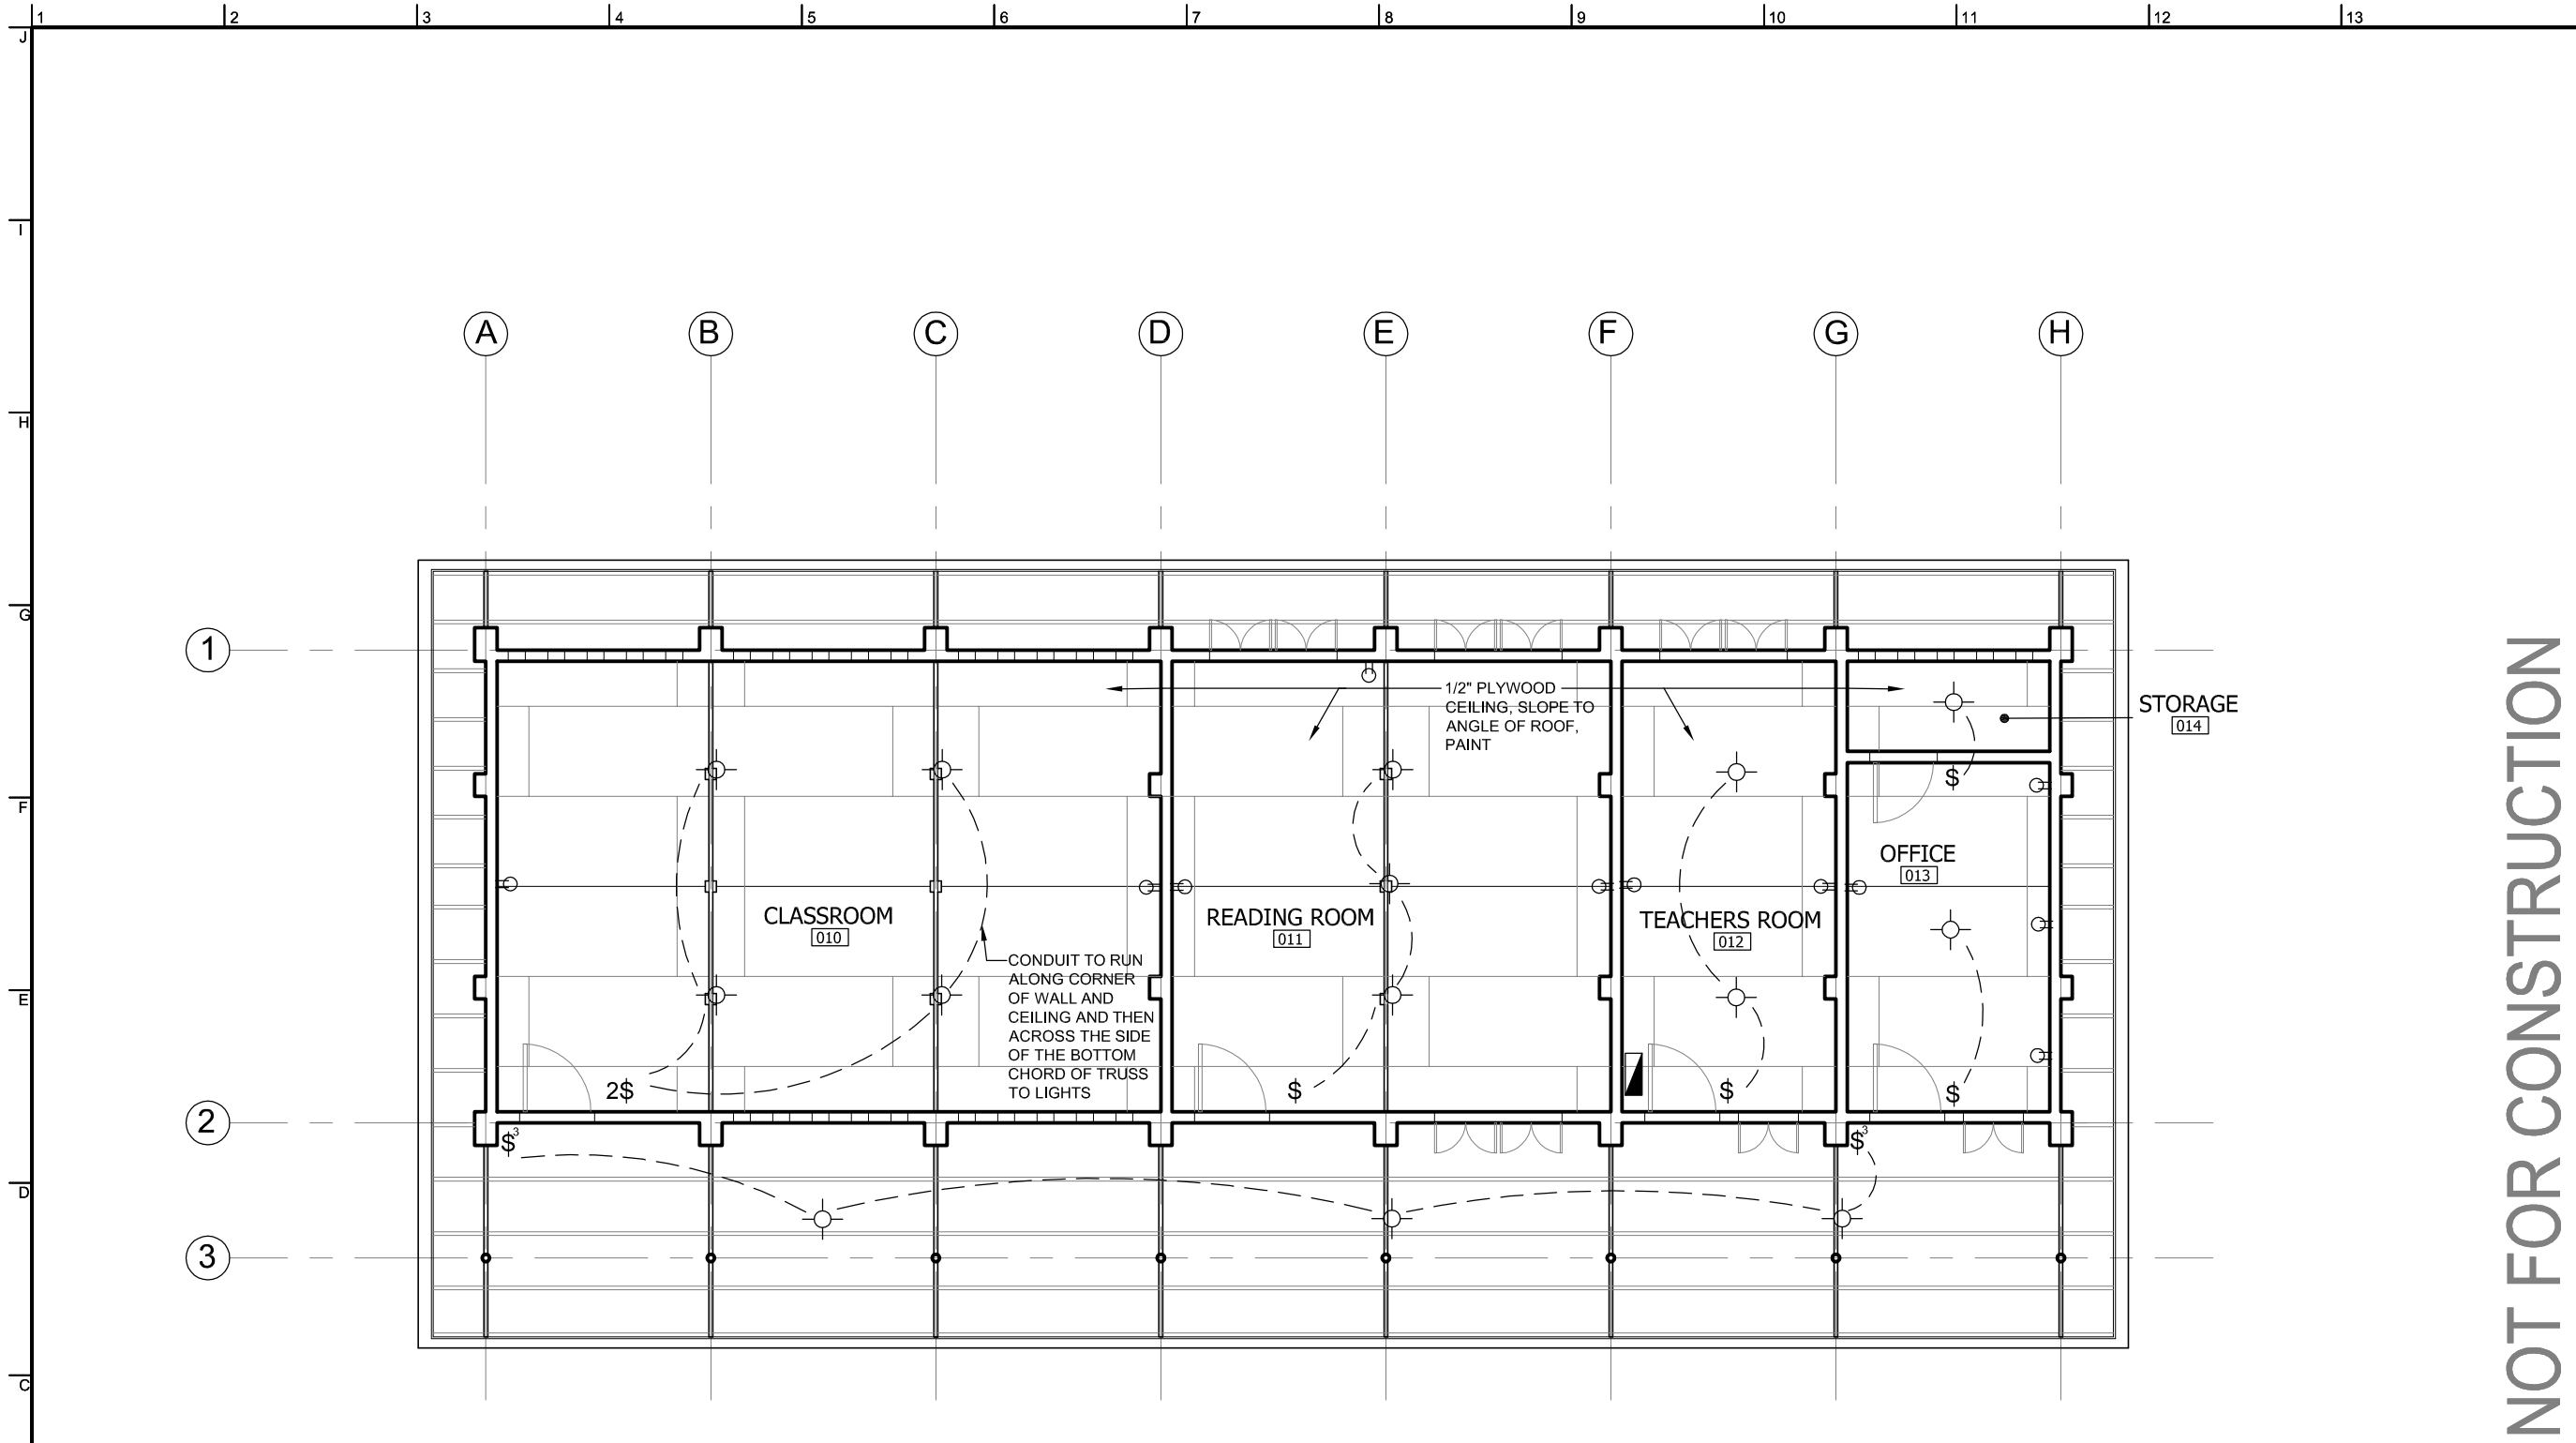 1 2 3 4 5 6 7 8 9 10 11 12 13
J
I
H
G
F
E
D
C
A B C D E F G H
1
2
3
1/2" PLYWOOD
CEILING, SLOPE TO
ANGLE OF ROOF,
PAINT
STORAGE
014
$
OFFICE
013
CLASSROOM
010
READING ROOM
011
TEACHERS ROOM
012
CONDUIT TO RUN
ALONG CORNER
OF WALL AND
CEILING AND THEN
ACROSS THE SIDE
OF THE BOTTOM
CHORD OF TRUSS
TO LIGHTS
2$
$
$
$
$3
$3
NOT FOR CONSTRUCTION